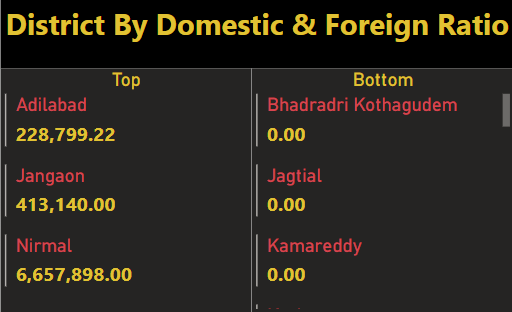 District By Domestic & Foreign Ratio
Top
Adilabad
228,799.22
Jangaon
413,140.00
Nirmal
6,657,898.00
Bottom
Bhadradri Kothagudem
0.00
Jagtial
0.00
Kamareddy
0.00